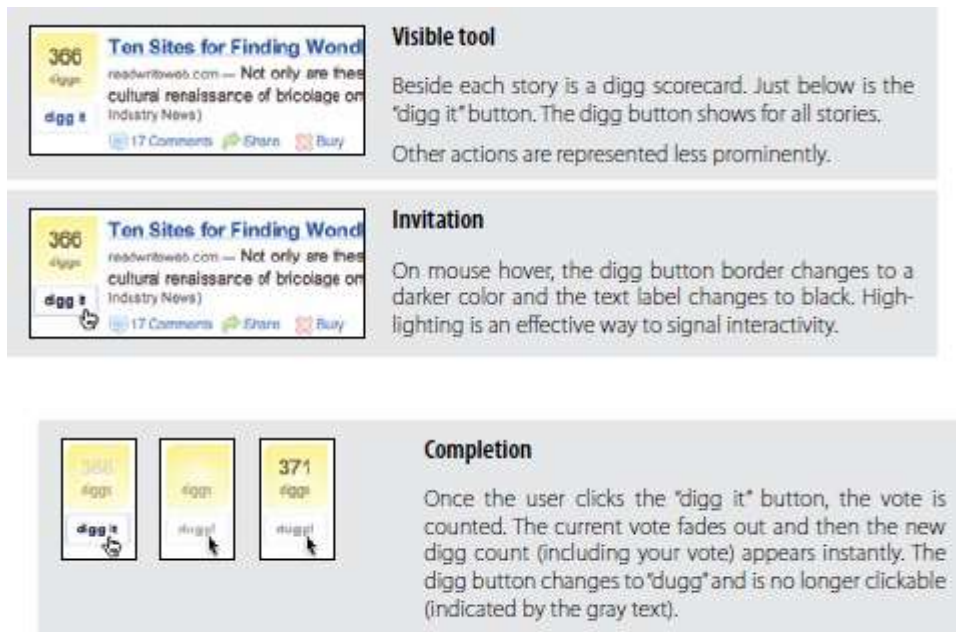 366
diggs
digg it
Ten Sites for Finding Wond
readwriteweb.com — Not only are thes
cultural renaissance of bricolage on
Industry News)
17 Comments Share Bury
Visible tool
Beside each story is a digg scorecard. Just below is the
“digg it” button. The digg button shows for all stories.
Other actions are represented less prominently.
366
diggs
digg it
Ten Sites for Finding Wond
readwriteweb.com — Not only are thes
cultural renaissance of bricolage on
Industry News)
17 Comments Share Bury
Invitation
On mouse hover, the digg button border changes to a
darker color and the text label changes to black. High-
lighting is an effective way to signal interactivity.
366
diggs
digg it
diggs
dugg!
371
diggs
dugg!
Completion
Once the user clicks the “digg it” button, the vote is
counted. The current vote fades out and then the new
digg count (including your vote) appears instantly. The
digg button changes to “dugg” and is no longer clickable
(indicated by the gray text).